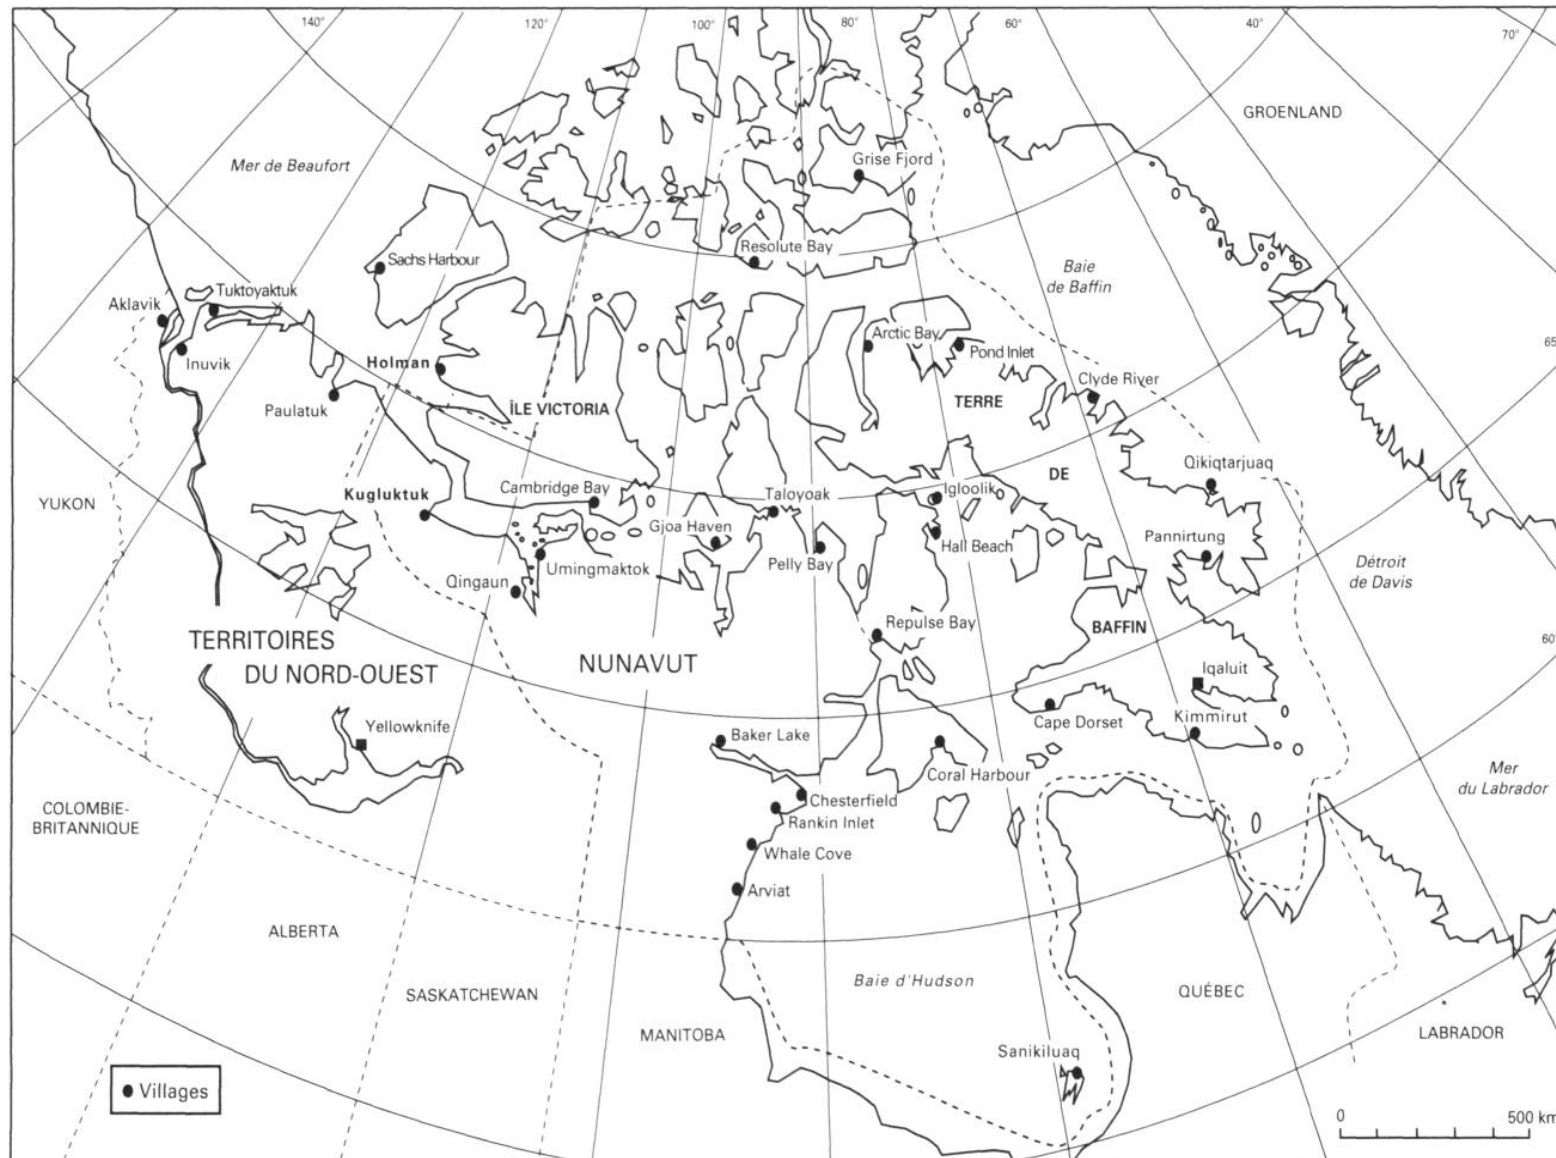 140°
120°
100°
80°
60°
40°
70°
GROENLAND
Mer de Beaufort
Grise Fjord
Resolute Bay
Sachs Harbour
Baie
de Baffin
Tuktoyaktuk
Aklavik
Inuvik
Arctic Bay
Pond Inlet
65
Holman
Clyde River
Paulatuk
ÎLE VICTORIA
TERRE
Qikiqtarjuaq
DE
YUKON
Kugluktuk
Cambridge Bay
Taloyoak
Igloolik
Gjoa Haven
Hall Beach
Pannirtung
Pelly Bay
Umingmaktok
Qingaun
Détroit
de Davis
Repulse Bay
BAFFIN
60°
TERRITOIRES
DU NORD-OUEST
NUNAVUT
Iqaluit
Yellowknife
Baker Lake
Cape Dorset
Kimmirut
Coral Harbour
Mer
du Labrador
COLOMBIE-
BRITANNIQUE
Chesterfield
Rankin Inlet
Whale Cove
Arviat
ALBERTA
SASKATCHEWAN
Baie d'Hudson
QUÉBEC
MANITOBA
LABRADOR
Sanikiluaq
Villages
0
500 km